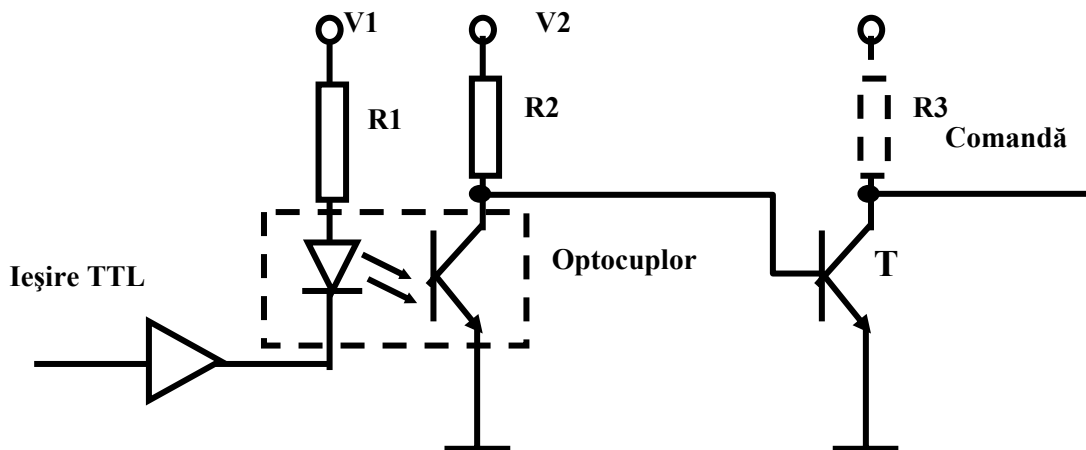 V1
V2
R1
R2
R3
Comandă
Ieşire TTL
Optocuplor
T